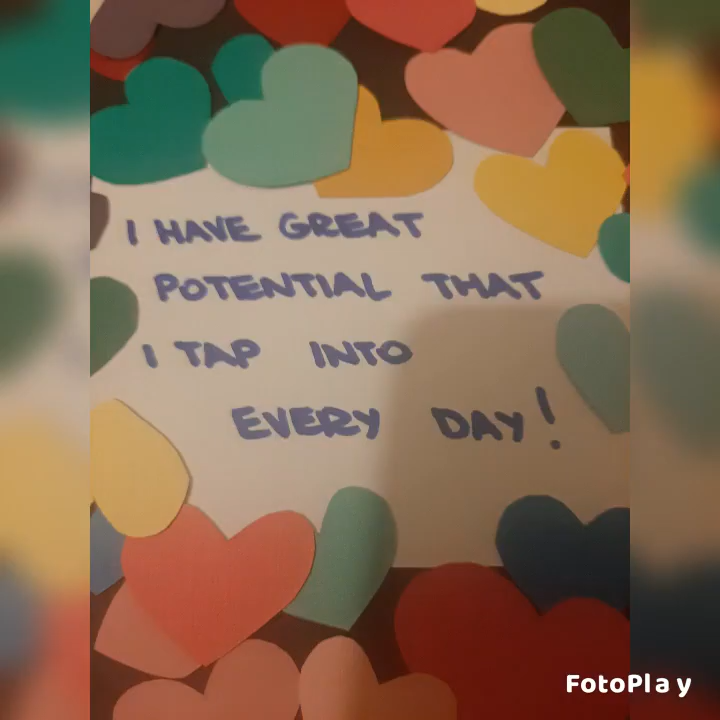 I HAVE GREAT
POTENTIAL THAT
I TAP INTO
EVERY DAY!
FotoPlay